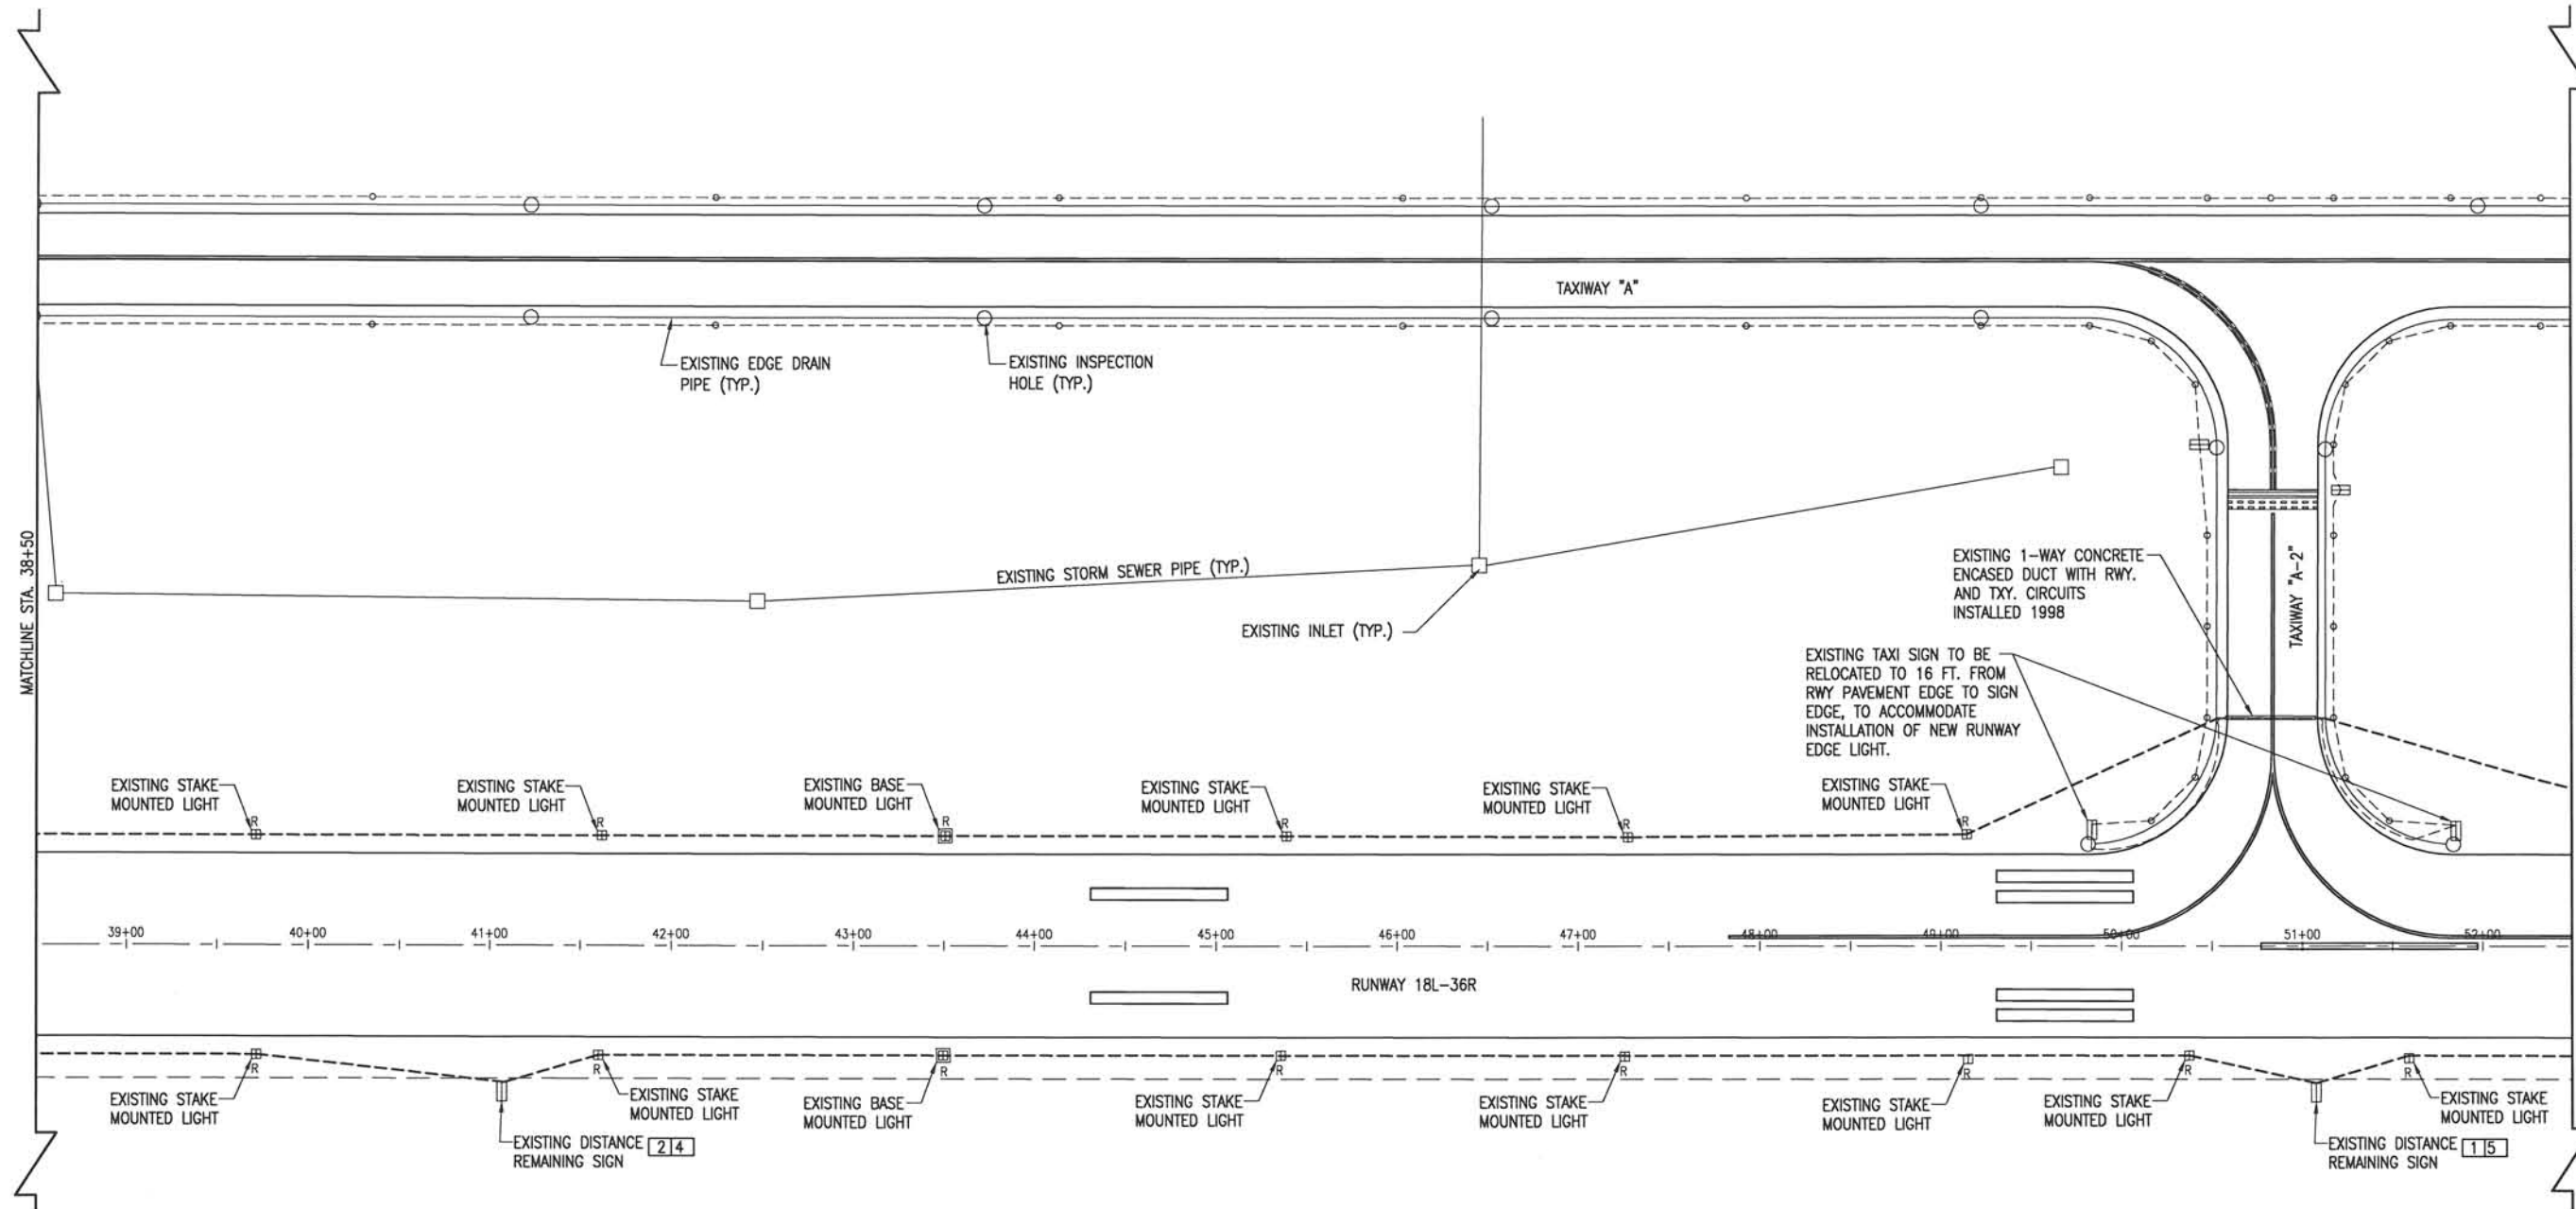 TAXIWAY "A"
EXISTING EDGE DRAIN
PIPE (TYP.)
EXISTING INSPECTION
HOLE (TYP.)
MATCHLINE STA. 38+50
EXISTING STORM SEWER PIPE (TYP.)
EXISTING INLET (TYP.)
EXISTING 1-WAY CONCRETE
ENCASED DUCT WITH RWY.
AND TXY. CIRCUITS
INSTALLED 1998
TAXIWAY "A-2"
EXISTING TAXI SIGN TO BE
RELOCATED TO 16 FT. FROM
RWY PAVEMENT EDGE TO SIGN
EDGE, TO ACCOMMODATE
INSTALLATION OF NEW RUNWAY
EDGE LIGHT.
EXISTING STAKE
MOUNTED LIGHT
R
EXISTING STAKE
MOUNTED LIGHT
R
EXISTING BASE
MOUNTED LIGHT
R
EXISTING STAKE
MOUNTED LIGHT
R
EXISTING STAKE
MOUNTED LIGHT
R
EXISTING STAKE
MOUNTED LIGHT
R
39+00
40+00
41+00
42+00
43+00
44+00
45+00
46+00
47+00
48+00
49+00
50+00
51+00
52+00
RUNWAY 18L-36R
R
EXISTING STAKE
MOUNTED LIGHT
EXISTING DISTANCE 2 4
REMAINING SIGN
R
EXISTING STAKE
MOUNTED LIGHT
R
EXISTING BASE
MOUNTED LIGHT
R
EXISTING STAKE
MOUNTED LIGHT
R
EXISTING STAKE
MOUNTED LIGHT
R
EXISTING STAKE
MOUNTED LIGHT
R
EXISTING STAKE
MOUNTED LIGHT
R
EXISTING STAKE
MOUNTED LIGHT
EXISTING DISTANCE 1 5
REMAINING SIGN